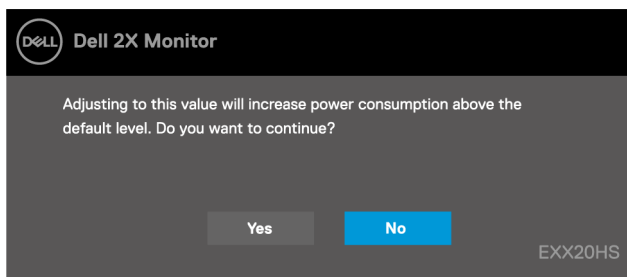 DELL Dell 2X Monitor
Adjusting to this value will increase power consumption above the
default level. Do you want to continue?
Yes No
EXX20HS